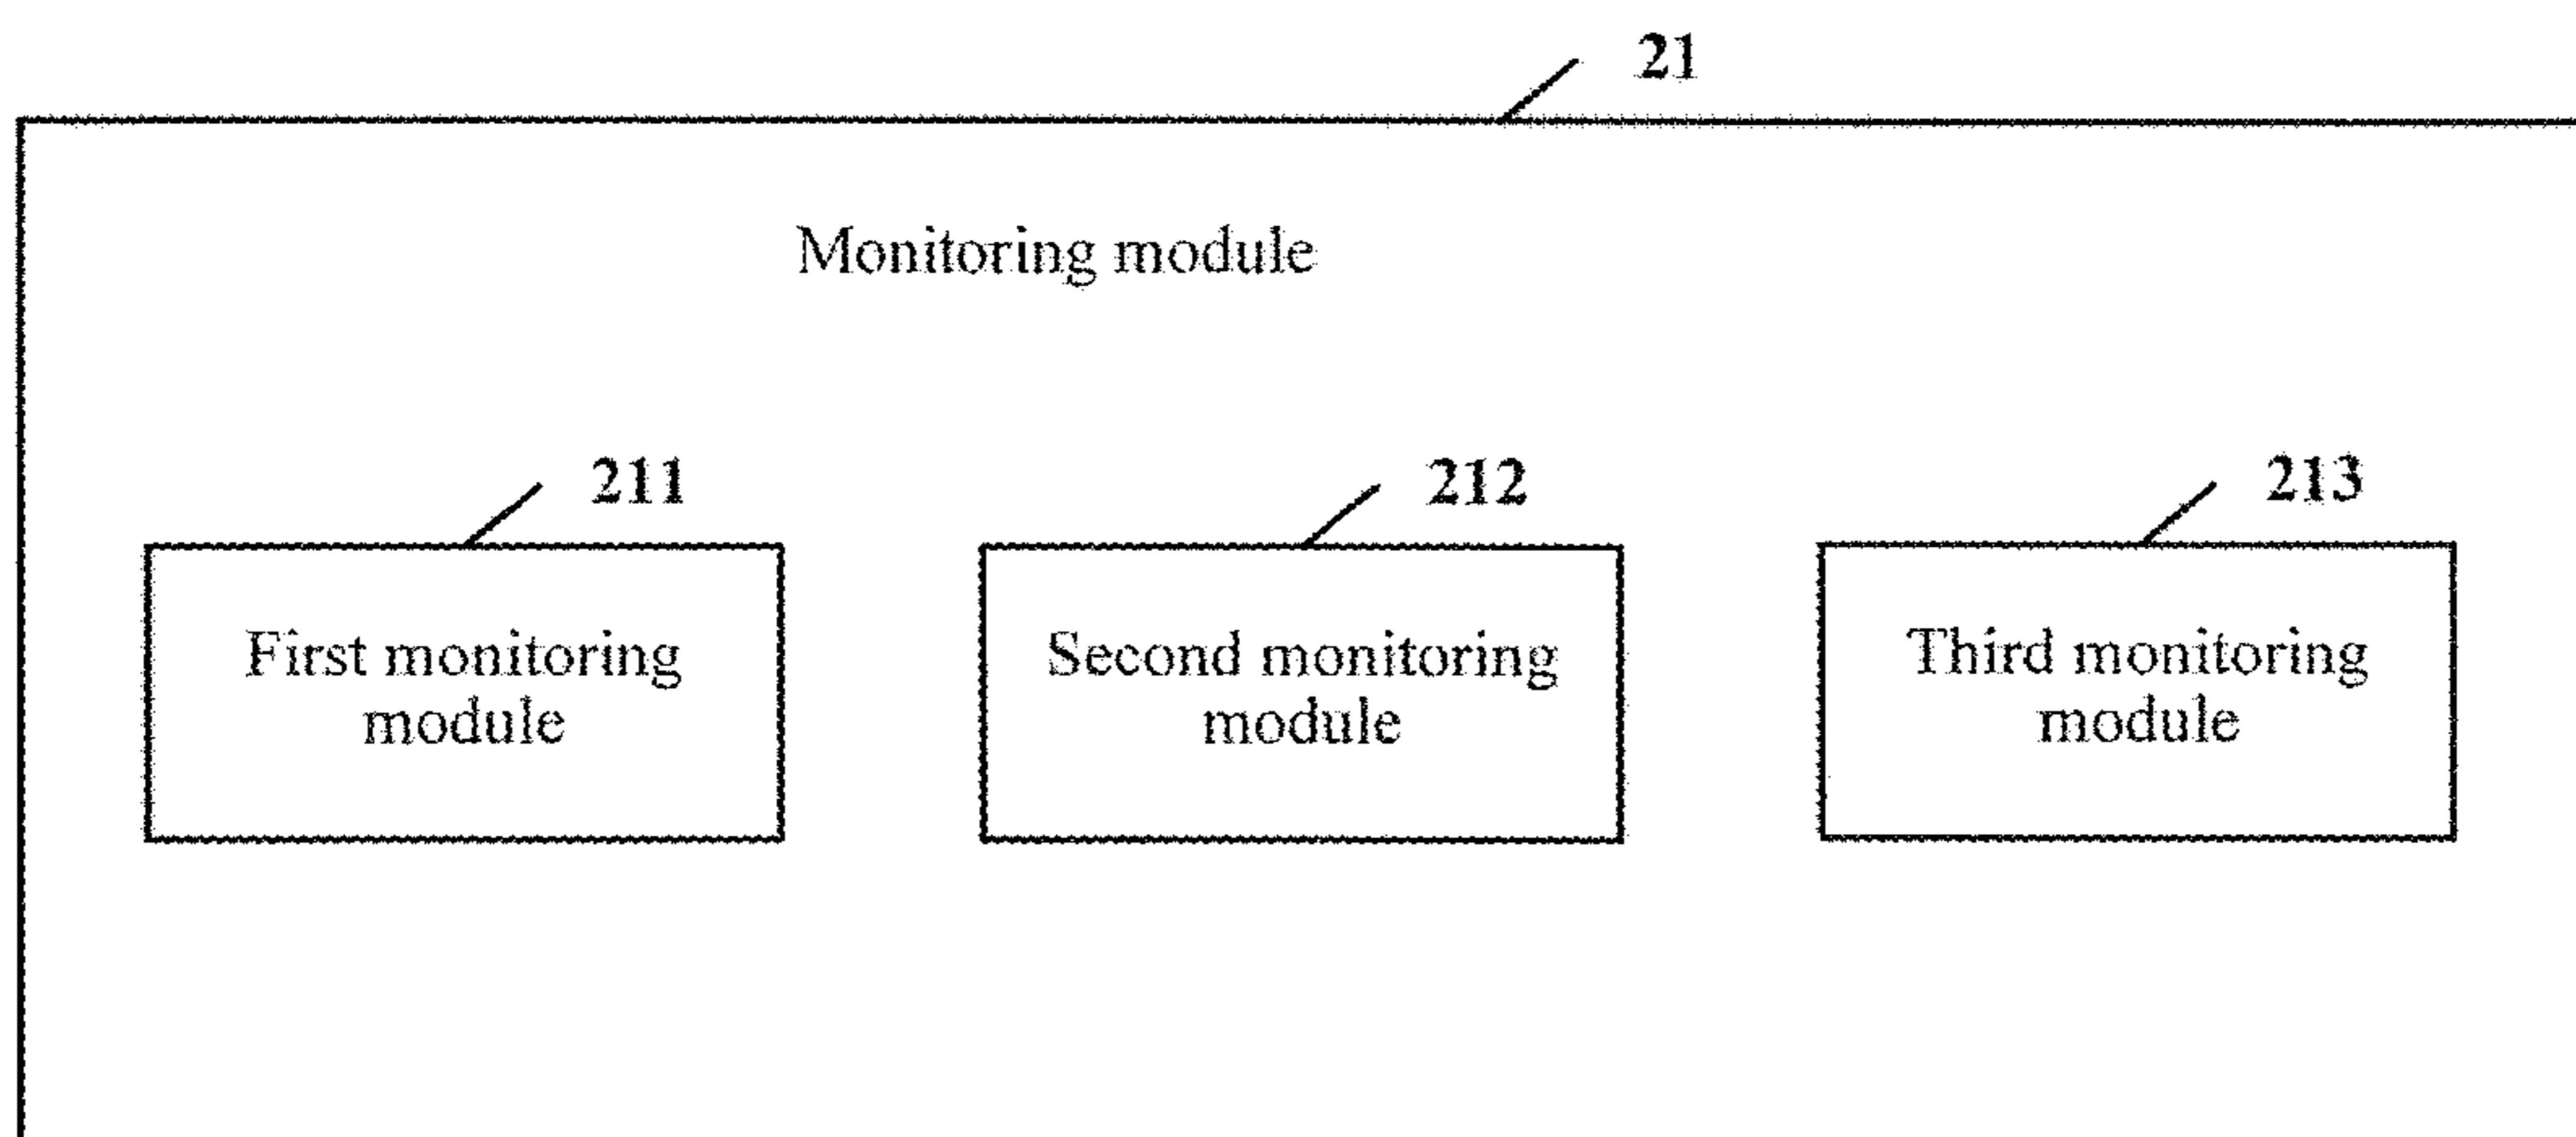 21
Monitoring module
211
212
213
First monitoring
module
Second monitoring
module
Third monitoring
module